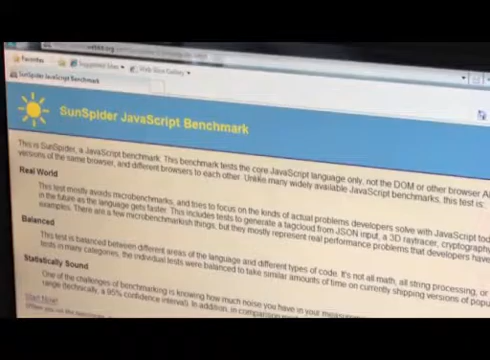 Favorites Suggested Sites Web Slice Gallery
SunSpider JavaScript Benchmark
SunSpider JavaScript Benchmark
This is SunSpider, a JavaScript benchmark. This benchmark tests the core JavaScript language only, not the DOM or other browser
versions of the same browser, and different browsers to each other. Unlike many widely available JavaScript benchmarks, this test is:
Real World
This test mostly avoids microbenchmarks, and tries to focus on the kinds of actual problems developers solve with JavaScript
in the future as the language gets faster. This includes tests to generate a tagcloud from JSON input, a 3D raytracer, cryptography
examples. There are a few microbenchmarkish things, but they mostly represent real performance problems that developers have
Balanced
This test is balanced between different areas of the language and different types of code. It's not all math, all string processing, or
tests in many categories, the individual tests were balanced to take similar amounts of time on currently shipping versions of
Statistically Sound
One of the challenges of benchmarking is knowing how much noise you have in your
range (technically, a 95% confidence interval). In addition, in comparison
Start Now!